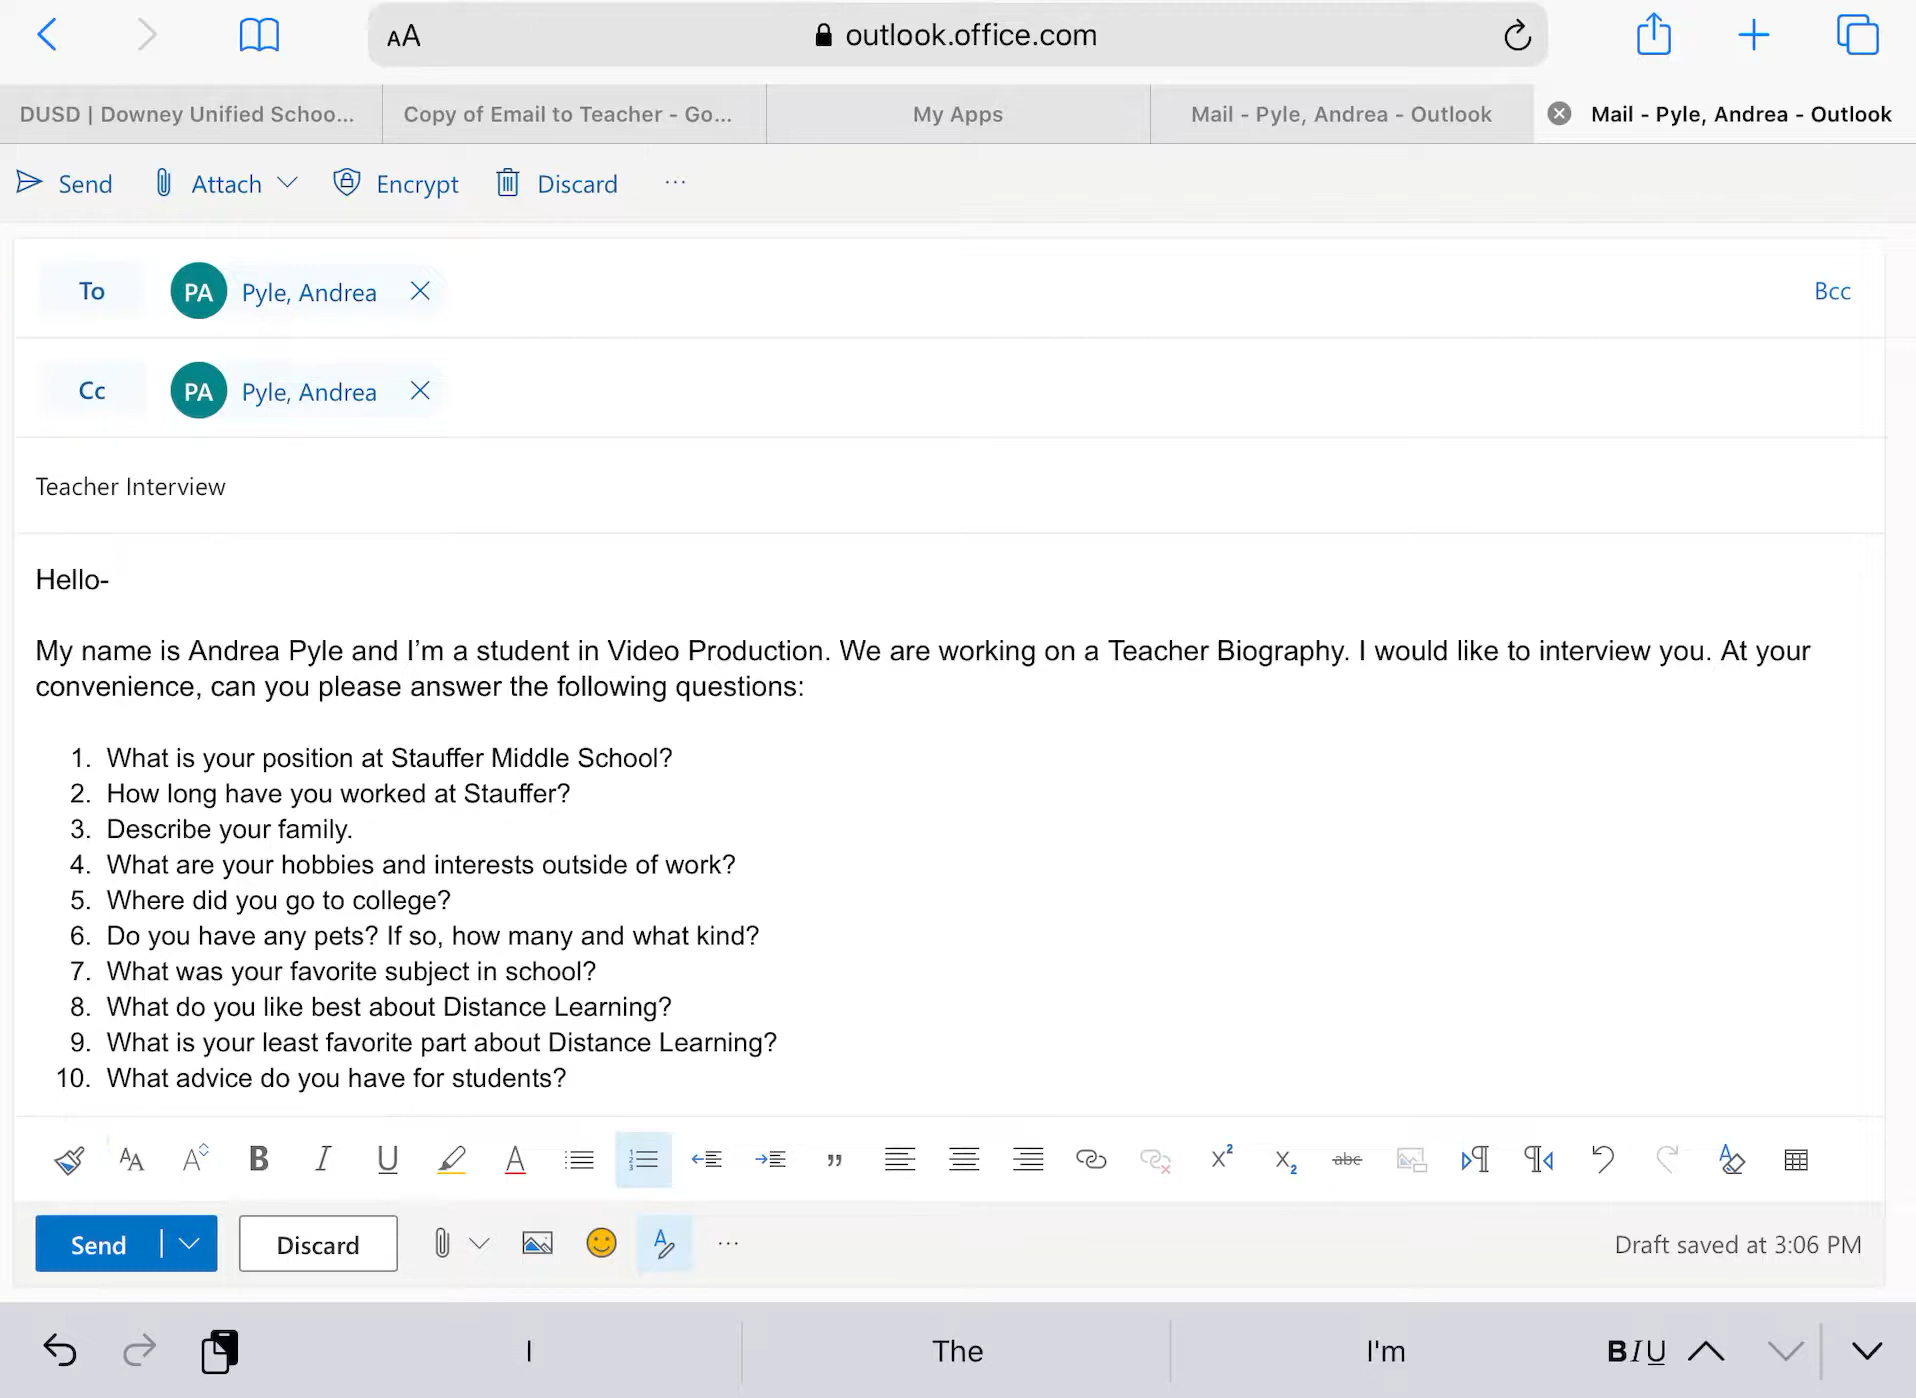 AA outlook.office.com
DUSD | Downey Unified Schoo... Copy of Email to Teacher - Go... My Apps Mail - Pyle, Andrea - Outlook Mail - Pyle, Andrea - Outlook
Send Attach Encrypt Discard ...
To PA Pyle, Andrea Bcc
Cc PA Pyle, Andrea
Teacher Interview
Hello-
My name is Andrea Pyle and I’m a student in Video Production. We are working on a Teacher Biography. I would like to interview you. At your
convenience, can you please answer the following questions:
1. What is your position at Stauffer Middle School?
2. How long have you worked at Stauffer?
3. Describe your family.
4. What are your hobbies and interests outside of work?
5. Where did you go to college?
6. Do you have any pets? If so, how many and what kind?
7. What was your favorite subject in school?
8. What do you like best about Distance Learning?
9. What is your least favorite part about Distance Learning?
10. What advice do you have for students?
AA A B I U A x² x₂ abc A
Send Discard A ... Draft saved at 3:06 PM
I The I'm BIU